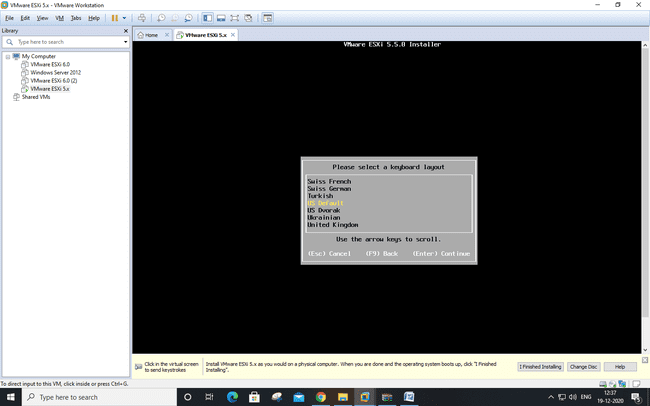 VMware ESXi 5.x - VMware Workstation
File Edit View VM Tabs Help
Library
Type here to search
My Computer
VMware ESXi 6.0
Windows Server 2012
VMware ESXi 6.0 (2)
VMware ESXi 5.x
Shared VMs
Home
VMware ESXi 5.x
VMware ESXi 5.5.0 Installer
Please select a keyboard layout
Swiss French
Swiss German
Turkish
US Default
US Dvorak
Ukrainian
United Kingdom
Use the arrow keys to scroll.
(Esc) Cancel (F9) Back (Enter) Continue
Click in the virtual screen
to send keystrokes
Install VMware ESXi 5.x as you would on a physical computer. When you are done and the operating system boots up, click "I Finished
Installing".
I Finished Installing
Change Disc
Help
To direct input to this VM, click inside or press Ctrl+G.
Type here to search
ENG
12:37
19-12-2020